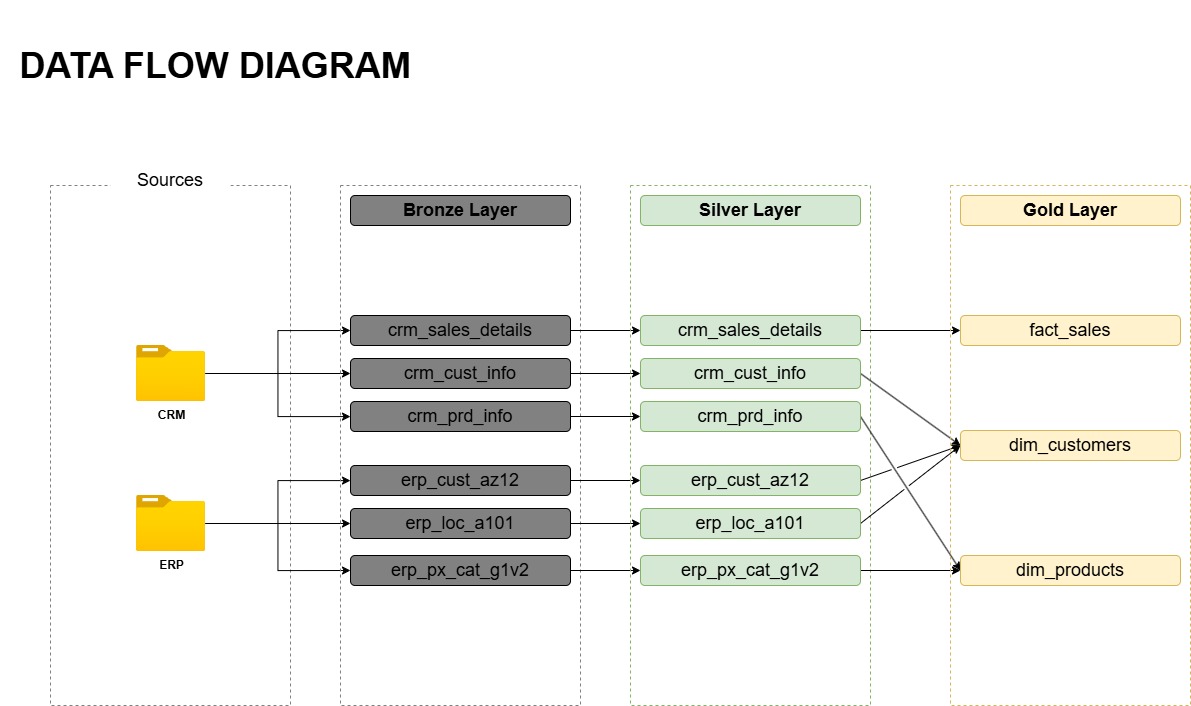 DATA FLOW DIAGRAM
Sources
CRM
ERP
Bronze Layer
crm_sales_details
crm_cust_info
crm_prd_info
erp_cust_az12
erp_loc_a101
erp_px_cat_g1v2
Silver Layer
crm_sales_details
crm_cust_info
crm_prd_info
erp_cust_az12
erp_loc_a101
erp_px_cat_g1v2
Gold Layer
fact_sales
dim_customers
dim_products